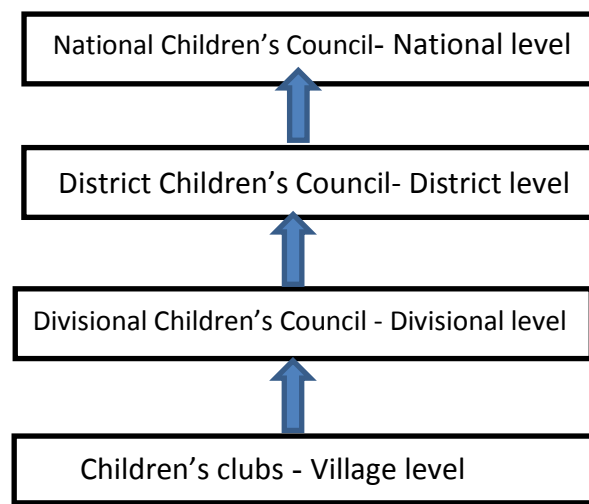 National Children’s Council- National level
District Children’s Council- District level
Divisional Children’s Council - Divisional level
Children’s clubs - Village level